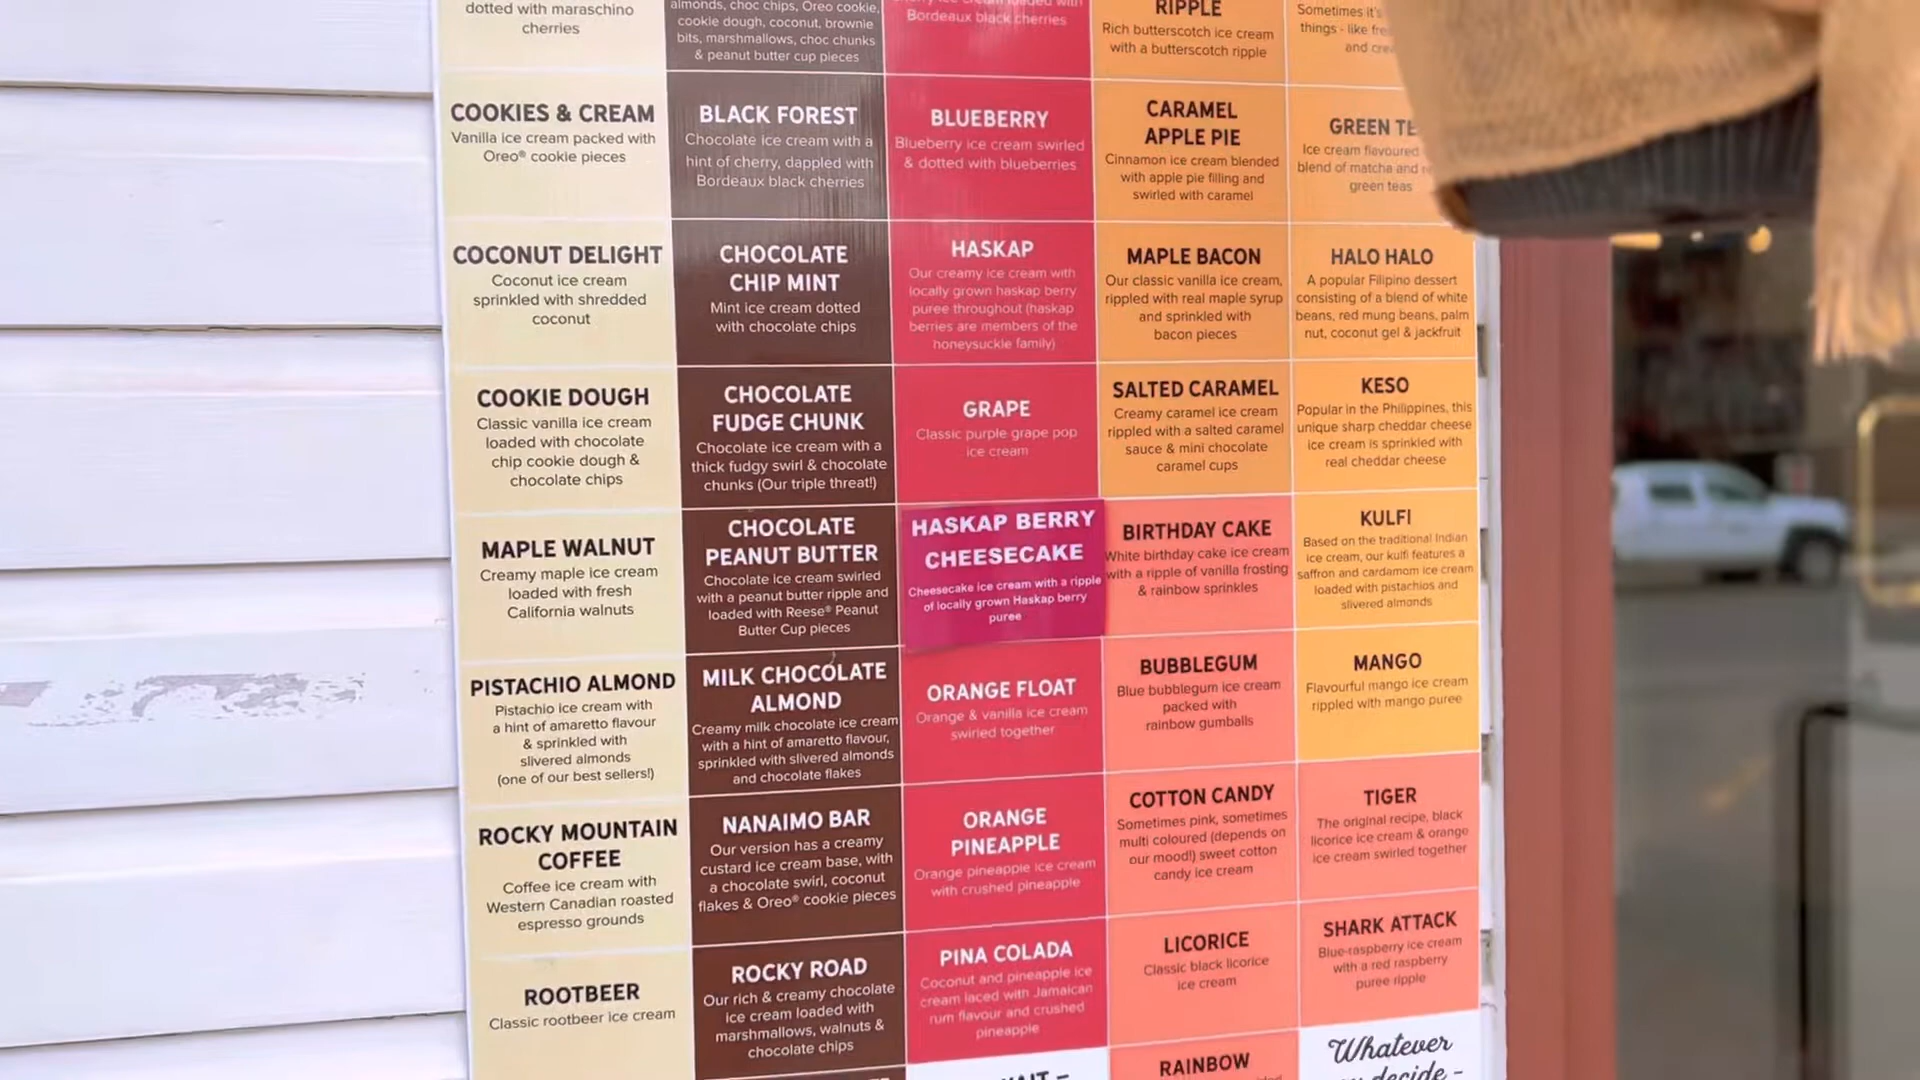 dotted with maraschino
cherries
COOKIES & CREAM
Vanilla ice cream packed with
Oreo® cookie pieces
COCONUT DELIGHT
Coconut ice cream
sprinkled with shredded
coconut
COOKIE DOUGH
Classic vanilla ice cream
loaded with chocolate
chip cookie dough &
chocolate chips
MAPLE WALNUT
Creamy maple ice cream
loaded with fresh
California walnuts
PISTACHIO ALMOND
Pistachio ice cream with
a hint of amaretto flavour
& sprinkled with
slivered almonds
(one of our best sellers!)
ROCKY MOUNTAIN
COFFEE
Coffee ice cream with
Western Canadian roasted
espresso grounds
ROOTBEER
Classic rootbeer ice cream
almonds, choc chips, Oreo cookie,
cookie dough, coconut, brownie
bits, marshmallows, choc chunks
& peanut butter cup pieces
BLACK FOREST
Chocolate ice cream with a
hint of cherry, dappled with
Bordeaux black cherries
CHOCOLATE
CHIP MINT
Mint ice cream dotted
with chocolate chips
CHOCOLATE
FUDGE CHUNK
Chocolate ice cream with a
thick fudgy swirl & chocolate
chunks (Our triple threat!)
CHOCOLATE
PEANUT BUTTER
Chocolate ice cream swirled
with a peanut butter ripple and
loaded with Reese® Peanut
Butter Cup pieces
MILK CHOCOLATE
ALMOND
Creamy milk chocolate ice cream
with a hint of amaretto flavour,
sprinkled with slivered almonds
and chocolate flakes
NANAIMO BAR
Our version has a creamy
custard ice cream base, with
a chocolate swirl, coconut
flakes & Oreo® cookie pieces
ROCKY ROAD
Our rich & creamy chocolate
ice cream loaded with
marshmallows, walnuts &
chocolate chips
ice cream loaded with
Bordeaux black cherries
BLUEBERRY
Blueberry ice cream swirled
& dotted with blueberries
HASKAP
Our creamy ice cream with
locally grown haskap berry
puree throughout (haskap
berries are members of the
honeysuckle family)
GRAPE
Classic purple grape pop
ice cream
HASKAP BERRY
CHEESECAKE
Cheesecake ice cream with a ripple
of locally grown Haskap berry
puree
ORANGE FLOAT
Orange & vanilla ice cream
swirled together
ORANGE
PINEAPPLE
Orange pineapple ice cream
with crushed pineapple
PINA COLADA
Coconut and pineapple ice
cream laced with Jamaican
rum flavour and crushed
pineapple
RIPPLE
Rich butterscotch ice cream
with a butterscotch ripple
CARAMEL
APPLE PIE
Cinnamon ice cream blended
with apple pie filling and
swirled with caramel
MAPLE BACON
Our classic vanilla ice cream,
rippled with real maple syrup
and sprinkled with
bacon pieces
SALTED CARAMEL
Creamy caramel ice cream
rippled with a salted caramel
sauce & mini chocolate
caramel cups
BIRTHDAY CAKE
White birthday cake ice cream
with a ripple of vanilla frosting
& rainbow sprinkles
BUBBLEGUM
Blue bubblegum ice cream
packed with
rainbow gumballs
COTTON CANDY
Sometimes pink, sometimes
multi coloured (depends on
our mood!) sweet cotton
candy ice cream
LICORICE
Classic black licorice
ice cream
RAINBOW
Sometimes it's
things - like
and
GREEN
Ice cream flavoured
blend of matcha and
green teas
HALO HALO
A popular Filipino dessert
consisting of a blend of white
beans, red mung beans, palm
nut, coconut gel & jackfruit
KESO
Popular in the Philippines, this
unique sharp cheddar cheese
ice cream is sprinkled with
real cheddar cheese
KULFI
Based on the traditional Indian
ice cream, our kulfi features a
saffron and cardamom ice cream
loaded with pistachios and
slivered almonds
MANGO
Flavourful mango ice cream
rippled with mango puree
TIGER
The original recipe, black
licorice ice cream & orange
ice cream swirled together
SHARK ATTACK
Blue-raspberry ice cream
with a red raspberry
puree ripple
Whatever
decide –